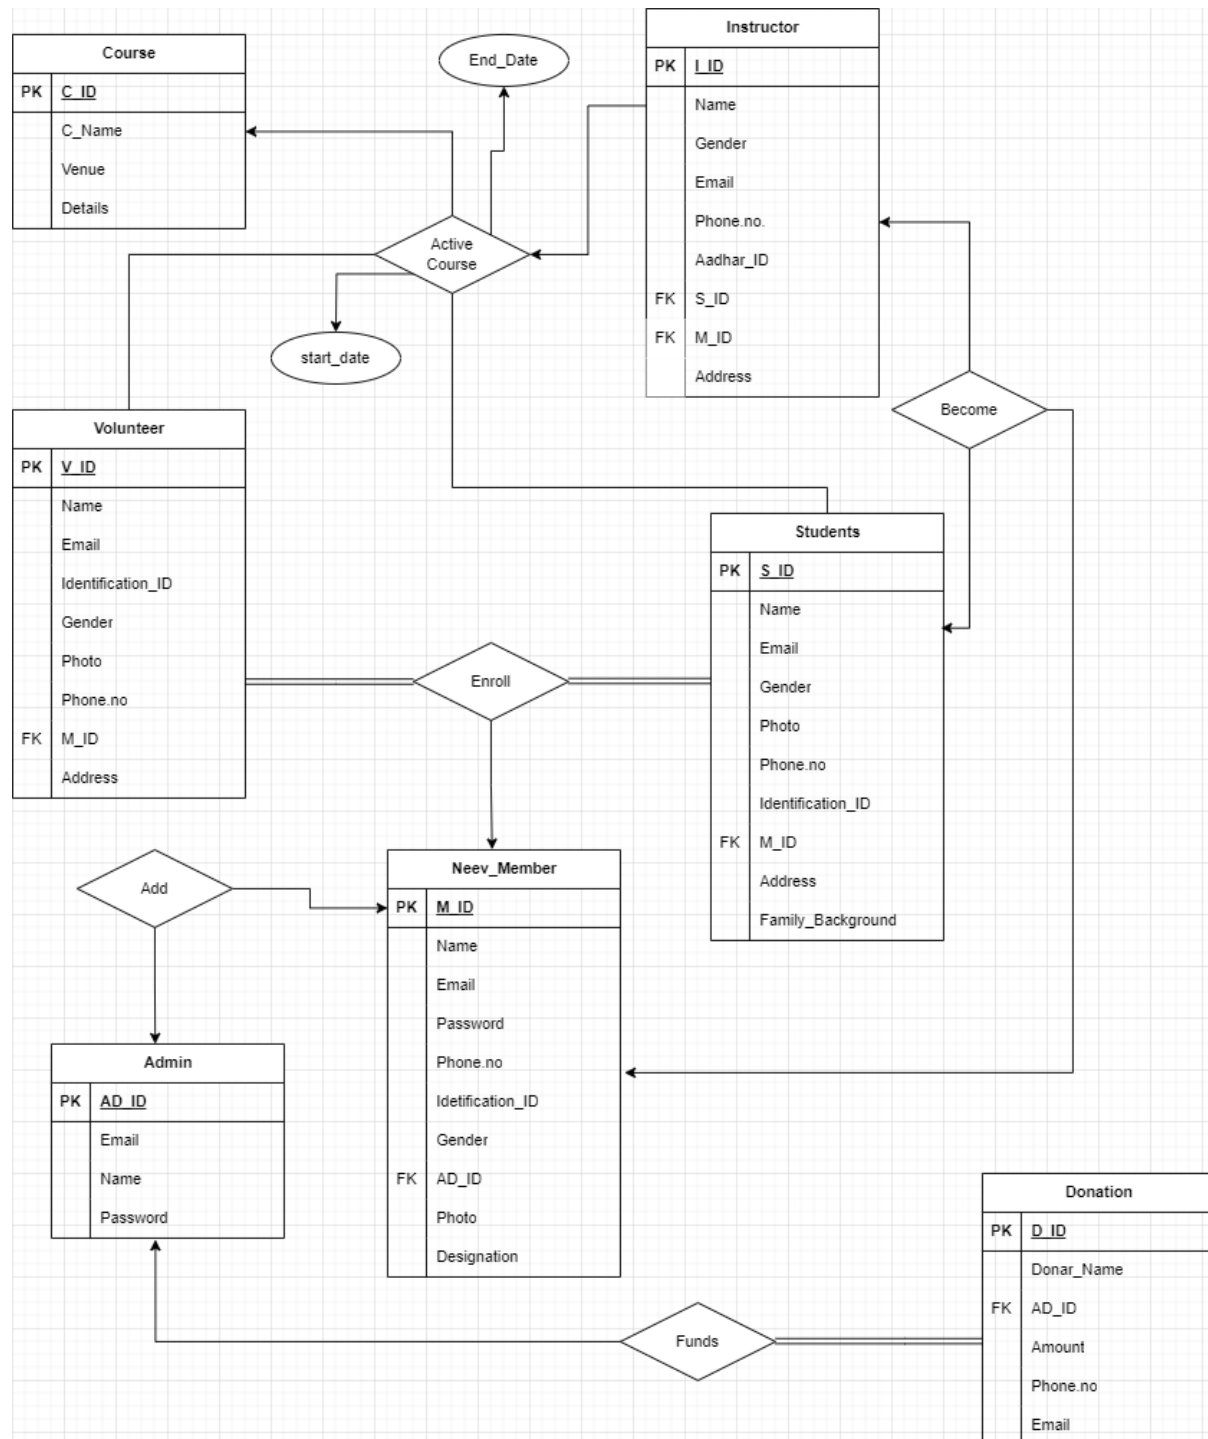 Course
PK C_ID
C_Name
Venue
Details
End_Date
Instructor
PK I_ID
Name
Gender
Email
Phone.no.
Aadhar_ID
FK S_ID
FK M_ID
Address
Active
Course
start_date
Become
Volunteer
PK V_ID
Name
Email
Identification_ID
Gender
Photo
Phone.no
FK M_ID
Address
Students
PK S_ID
Name
Email
Gender
Photo
Phone.no
Identification_ID
FK M_ID
Address
Family_Background
Enroll
Add
Neev_Member
PK M_ID
Name
Email
Password
Phone.no
Idetification_ID
Gender
FK AD_ID
Photo
Designation
Admin
PK AD_ID
Email
Name
Password
Funds
Donation
PK D_ID
Donar_Name
FK AD_ID
Amount
Phone.no
Email